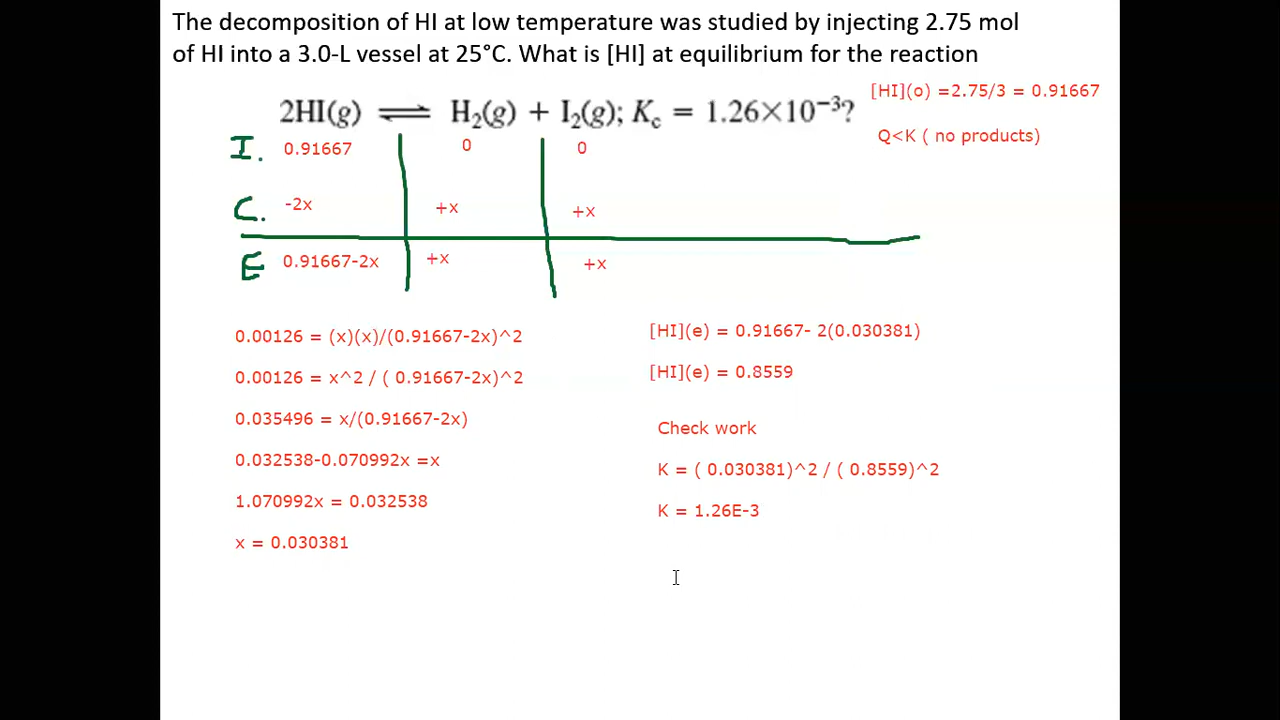 The decomposition of HI at low temperature was studied by injecting 2.75 mol
of HI into a 3.0-L vessel at 25°C. What is [HI] at equilibrium for the reaction
[HI](o) =2.75/3 = 0.91667
2HI(g) ⇌ H₂(g) + I₂(g); K꜀ = 1.26×10⁻³?
Q<K ( no products)
I. 0.91667 0 0
C. -2x +x +x
E 0.91667-2x +x +x
0.00126 = (x)(x)/(0.91667-2x)^2
0.00126 = x^2 / ( 0.91667-2x)^2
0.035496 = x/(0.91667-2x)
0.032538-0.070992x =x
1.070992x = 0.032538
x = 0.030381
[HI](e) = 0.91667- 2(0.030381)
[HI](e) = 0.8559
Check work
K = ( 0.030381)^2 / ( 0.8559)^2
K = 1.26E-3